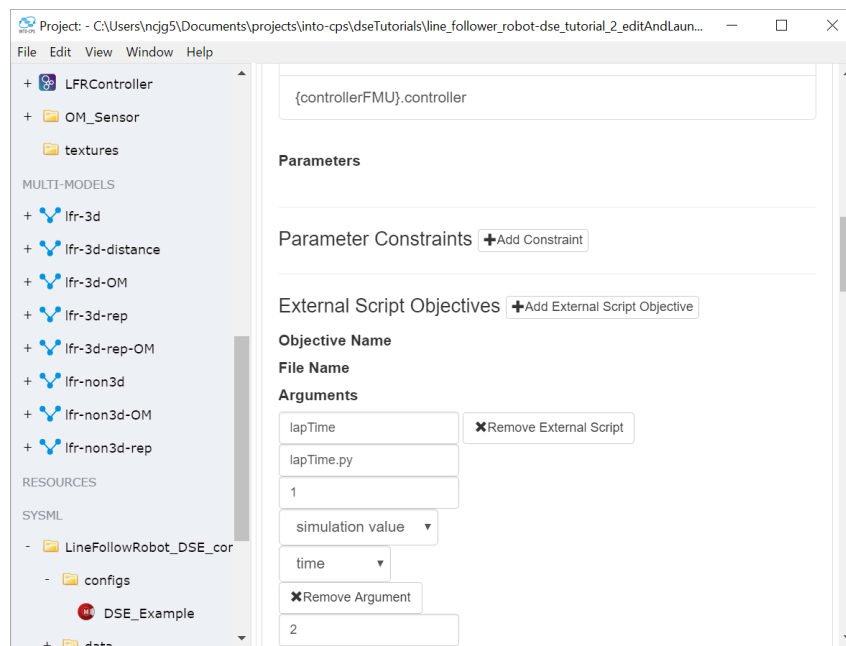 Project: - C:\Users\ncjg5\Documents\projects\into-cps\dseTutorials\line_follower_robot-dse_tutorial_2_editAndLaun...
File Edit View Window Help
+ LFRController
+ OM_Sensor
textures
MULTI-MODELS
+ lfr-3d
+ lfr-3d-distance
+ lfr-3d-OM
+ lfr-3d-rep
+ lfr-3d-rep-OM
+ lfr-non3d
+ lfr-non3d-OM
+ lfr-non3d-rep
RESOURCES
SYSML
- LineFollowRobot_DSE_cor
- configs
DSE_Example
+ data
{controllerFMU}.controller
Parameters
Parameter Constraints +Add Constraint
External Script Objectives +Add External Script Objective
Objective Name
File Name
Arguments
lapTime ✖Remove External Script
lapTime.py
1
simulation value ▼
time ▼
✖Remove Argument
2